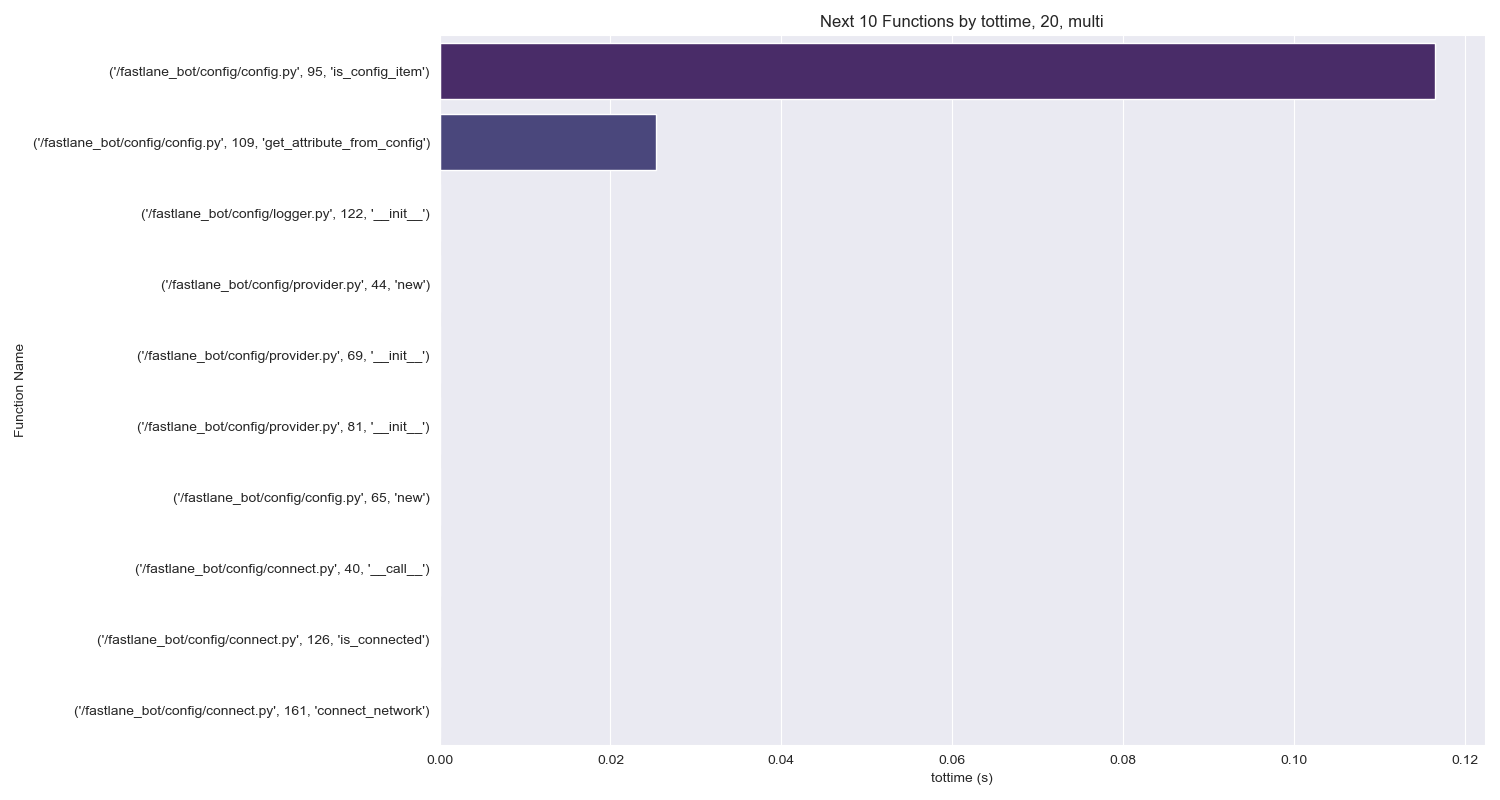 Next 10 Functions by tottime, 20, multi
('/fastlane_bot/config/config.py', 95, 'is_config_item')
('/fastlane_bot/config/config.py', 109, 'get_attribute_from_config')
('/fastlane_bot/config/logger.py', 122, '__init__')
('/fastlane_bot/config/provider.py', 44, 'new')
('/fastlane_bot/config/provider.py', 69, '__init__')
('/fastlane_bot/config/provider.py', 81, '__init__')
('/fastlane_bot/config/config.py', 65, 'new')
('/fastlane_bot/config/connect.py', 40, '__call__')
('/fastlane_bot/config/connect.py', 126, 'is_connected')
('/fastlane_bot/config/connect.py', 161, 'connect_network')
Function Name
0.00 0.02 0.04 0.06 0.08 0.10 0.12
tottime (s)